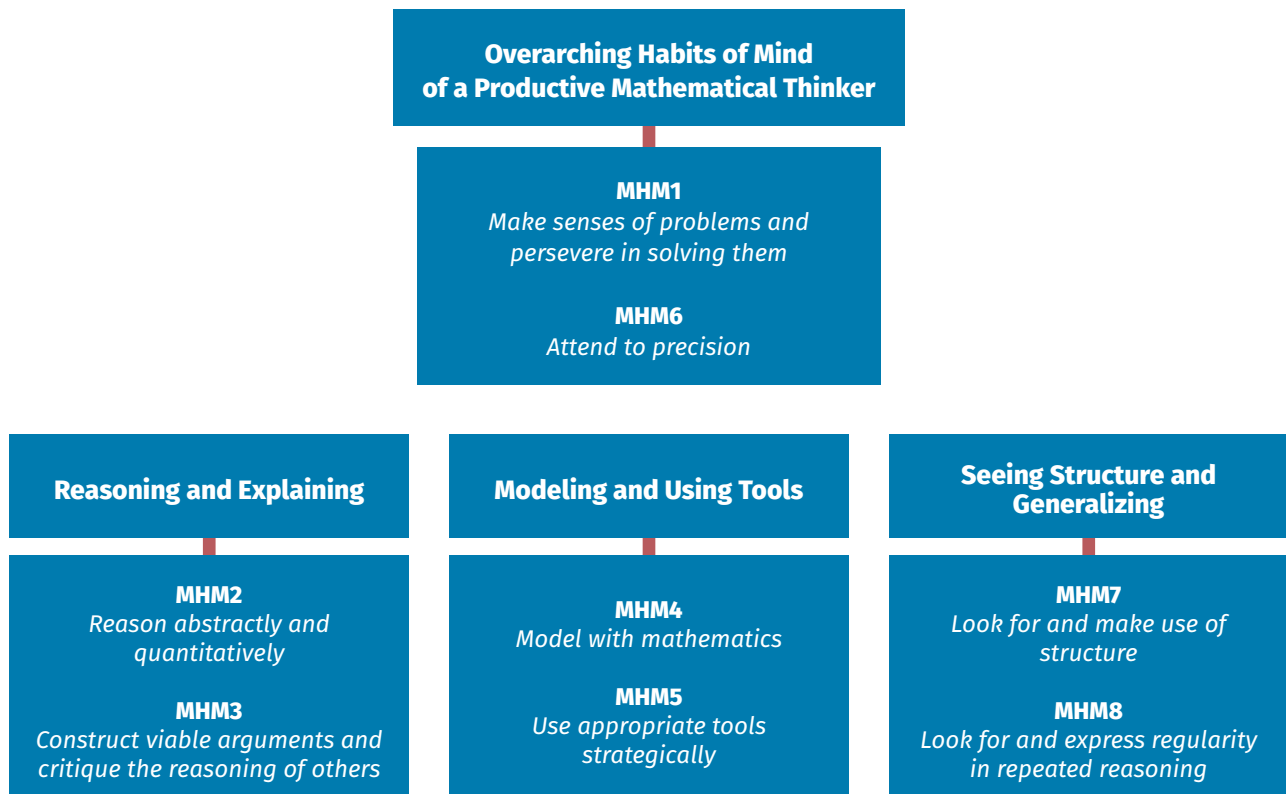 Overarching Habits of Mind
of a Productive Mathematical Thinker
MHM1
Make senses of problems and
persevere in solving them
MHM6
Attend to precision
Reasoning and Explaining
MHM2
Reason abstractly and
quantitatively
MHM3
Construct viable arguments and
critique the reasoning of others
Modeling and Using Tools
MHM4
Model with mathematics
MHM5
Use appropriate tools
strategically
Seeing Structure and
Generalizing
MHM7
Look for and make use of
structure
MHM8
Look for and express regularity
in repeated reasoning